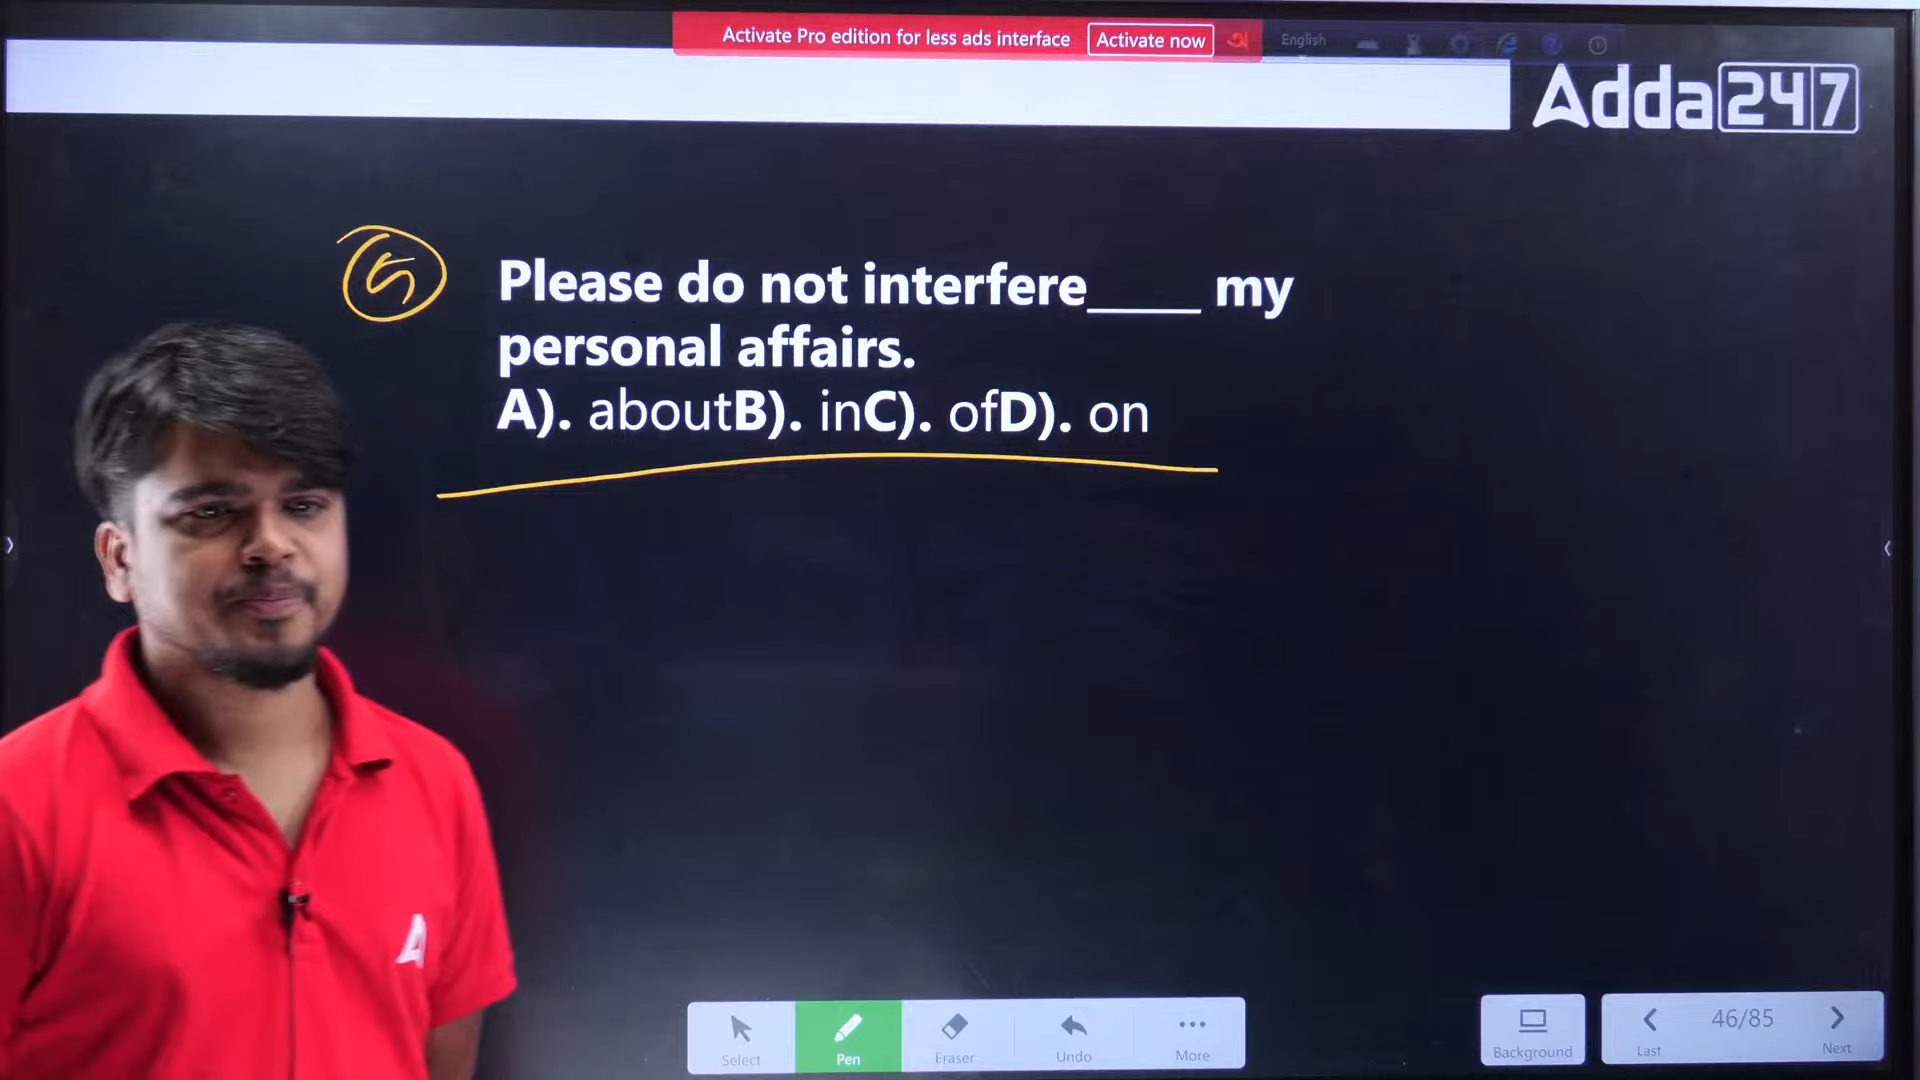 Activate Pro edition for less ads interface Activate now English
Adda247
5 Please do not interfere_____ my
personal affairs.
A). aboutB). inC). ofD). on
Select Pen Eraser Undo More Background Last 46/85 Next